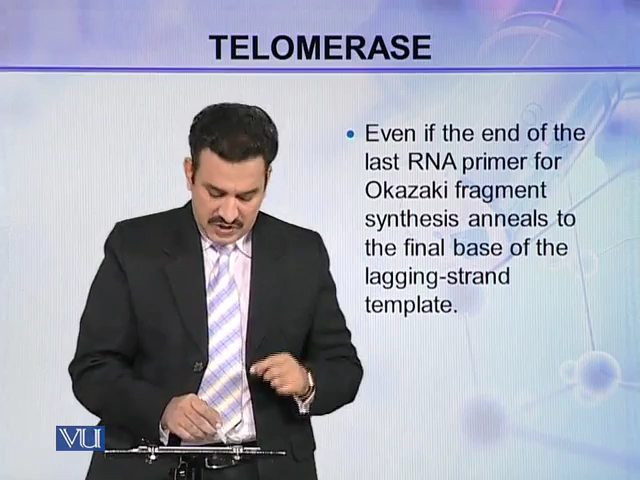 TELOMERASE
• Even if the end of the
last RNA primer for
Okazaki fragment
synthesis anneals to
the final base of the
lagging-strand
template.
VU